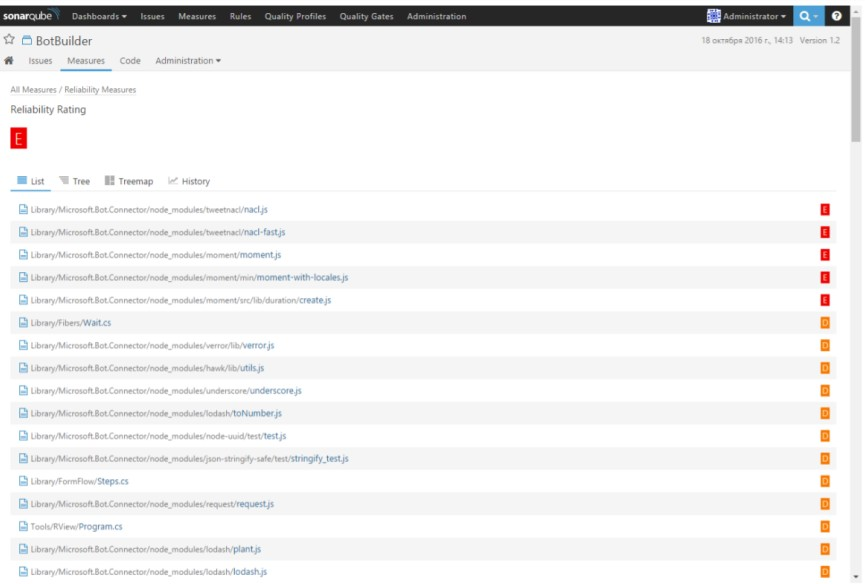 sonarqube Dashboards Issues Measures Rules Quality Profiles Quality Gates Administration Administrator ?
BotBuilder 18 октября 2016 г., 14:13 Version 1.2
Issues Measures Code Administration
All Measures / Reliability Measures
Reliability Rating
E
List Tree Treemap History
Library/Microsoft.Bot.Connector/node_modules/tweetnacl/nacl.js E
Library/Microsoft.Bot.Connector/node_modules/tweetnacl/nacl-fast.js E
Library/Microsoft.Bot.Connector/node_modules/moment/moment.js E
Library/Microsoft.Bot.Connector/node_modules/moment/min/moment-with-locales.js E
Library/Microsoft.Bot.Connector/node_modules/moment/src/lib/duration/create.js E
Library/Fibers/Wait.cs D
Library/Microsoft.Bot.Connector/node_modules/verror/lib/verror.js D
Library/Microsoft.Bot.Connector/node_modules/hawk/lib/utils.js D
Library/Microsoft.Bot.Connector/node_modules/underscore/underscore.js D
Library/Microsoft.Bot.Connector/node_modules/lodash/toNumber.js D
Library/Microsoft.Bot.Connector/node_modules/node-uuid/test/test.js D
Library/Microsoft.Bot.Connector/node_modules/json-stringify-safe/test/stringify_test.js D
Library/FormFlow/Steps.cs D
Library/Microsoft.Bot.Connector/node_modules/request/request.js D
Tools/RView/Program.cs D
Library/Microsoft.Bot.Connector/node_modules/lodash/plant.js D
Library/Microsoft.Bot.Connector/node_modules/lodash/lodash.js D